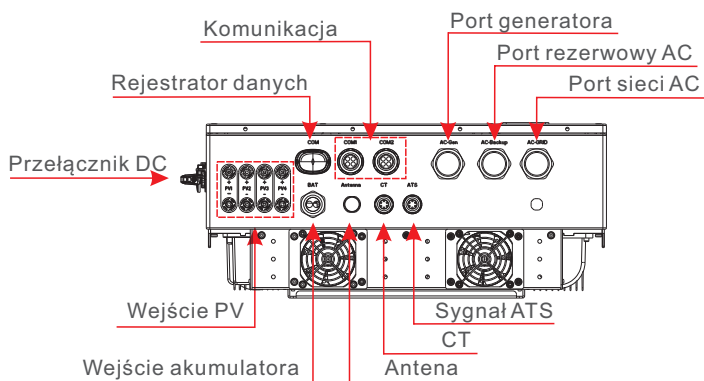 Port generatora
Komunikacja
Port rezerwowy AC
Rejestrator danych
Port sieci AC
COM
COM1
COM2
AC-Gen
AC-Backup
AC-GRID
Przełącznik DC
+ + + +
PV1 PV2 PV3 PV4
- - - -
BAT
Antenna
CT
ATS
Wejście PV
Sygnał ATS
CT
Wejście akumulatora
Antena